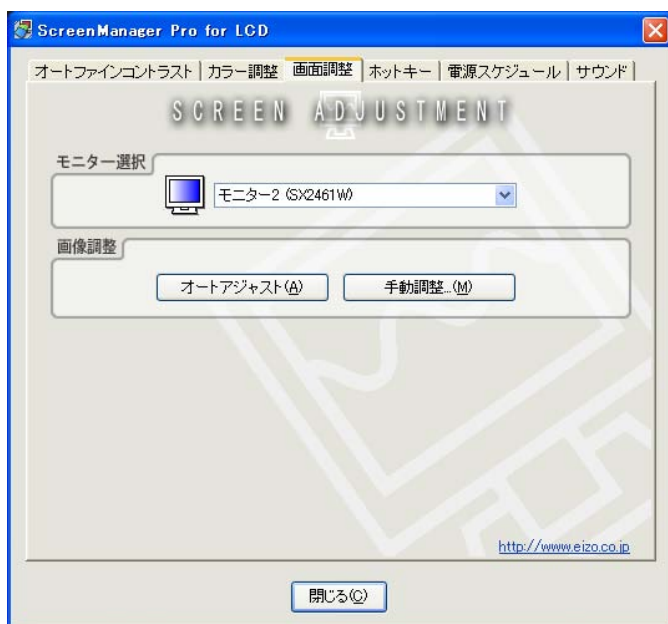 ScreenManager Pro for LCD
オートファインコントラスト カラー調整 画面調整 ホットキー 電源スケジュール サウンド
SCREEN ADJUSTMENT
モニター選択
モニター2 (SX2461W)
画像調整
オートアジャスト(A) 手動調整...(M)
http://www.eizo.co.jp
閉じる(C)